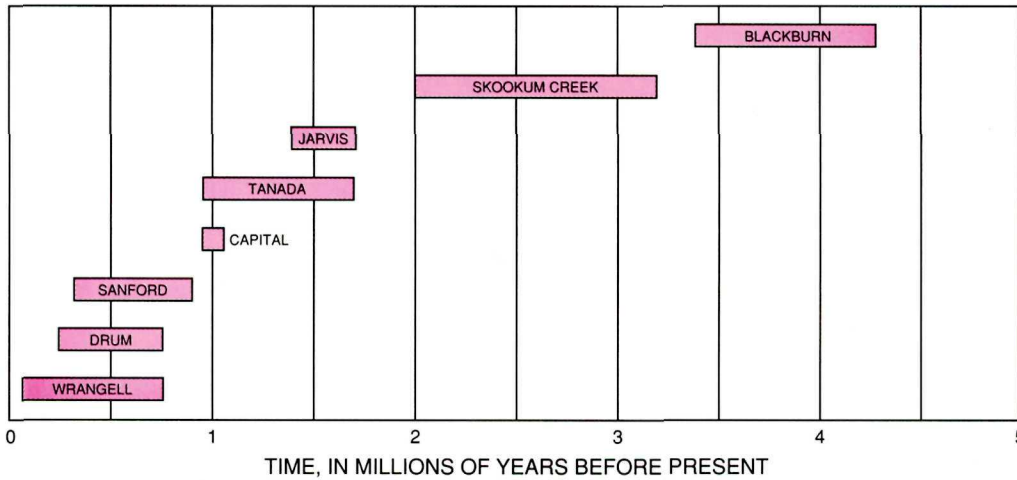 BLACKBURN
SKOOKUM CREEK
JARVIS
TANADA
CAPITAL
SANFORD
DRUM
WRANGELL
0 1 2 3 4 5
TIME, IN MILLIONS OF YEARS BEFORE PRESENT